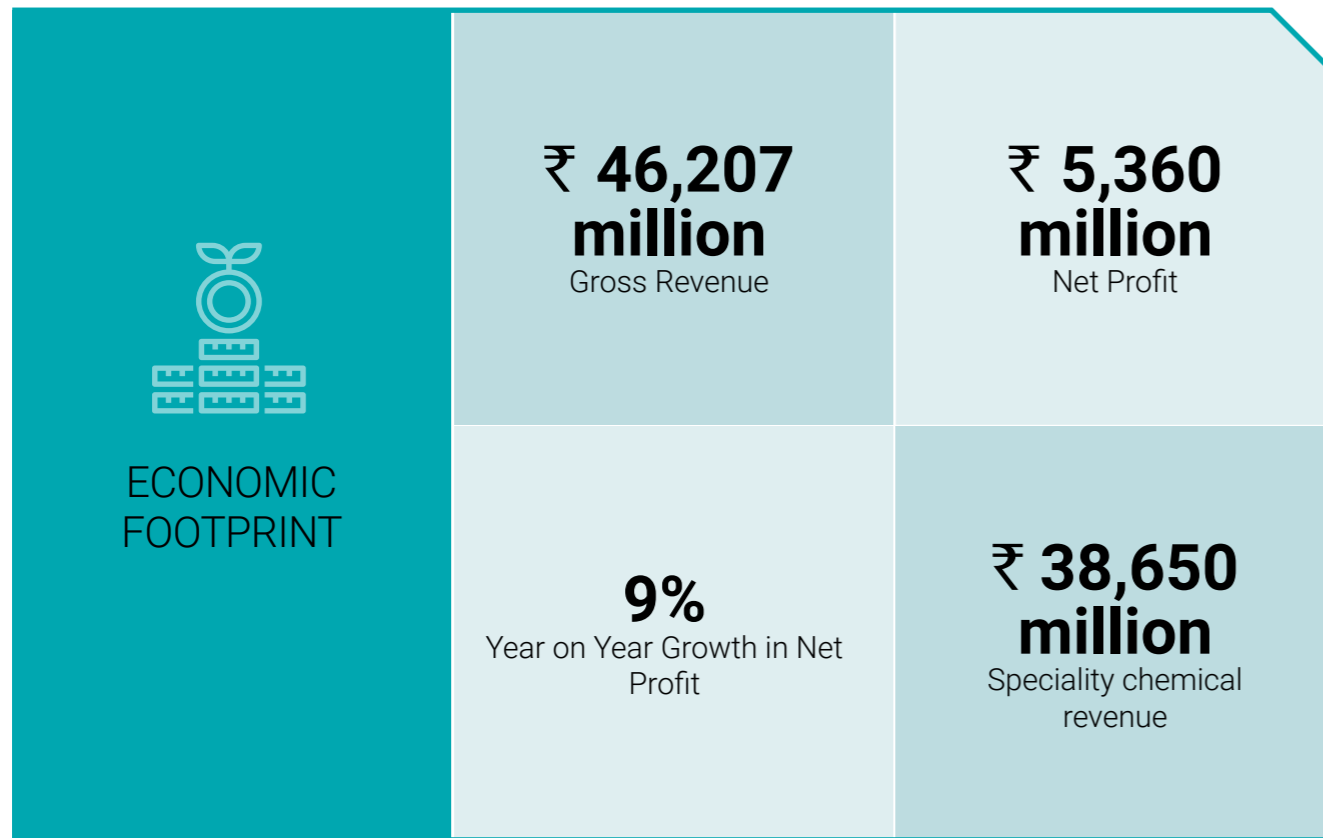 ECONOMIC
FOOTPRINT
₹ 46,207
million
Gross Revenue
₹ 5,360
million
Net Profit
9%
Year on Year Growth in Net
Profit
₹ 38,650
million
Speciality chemical
revenue